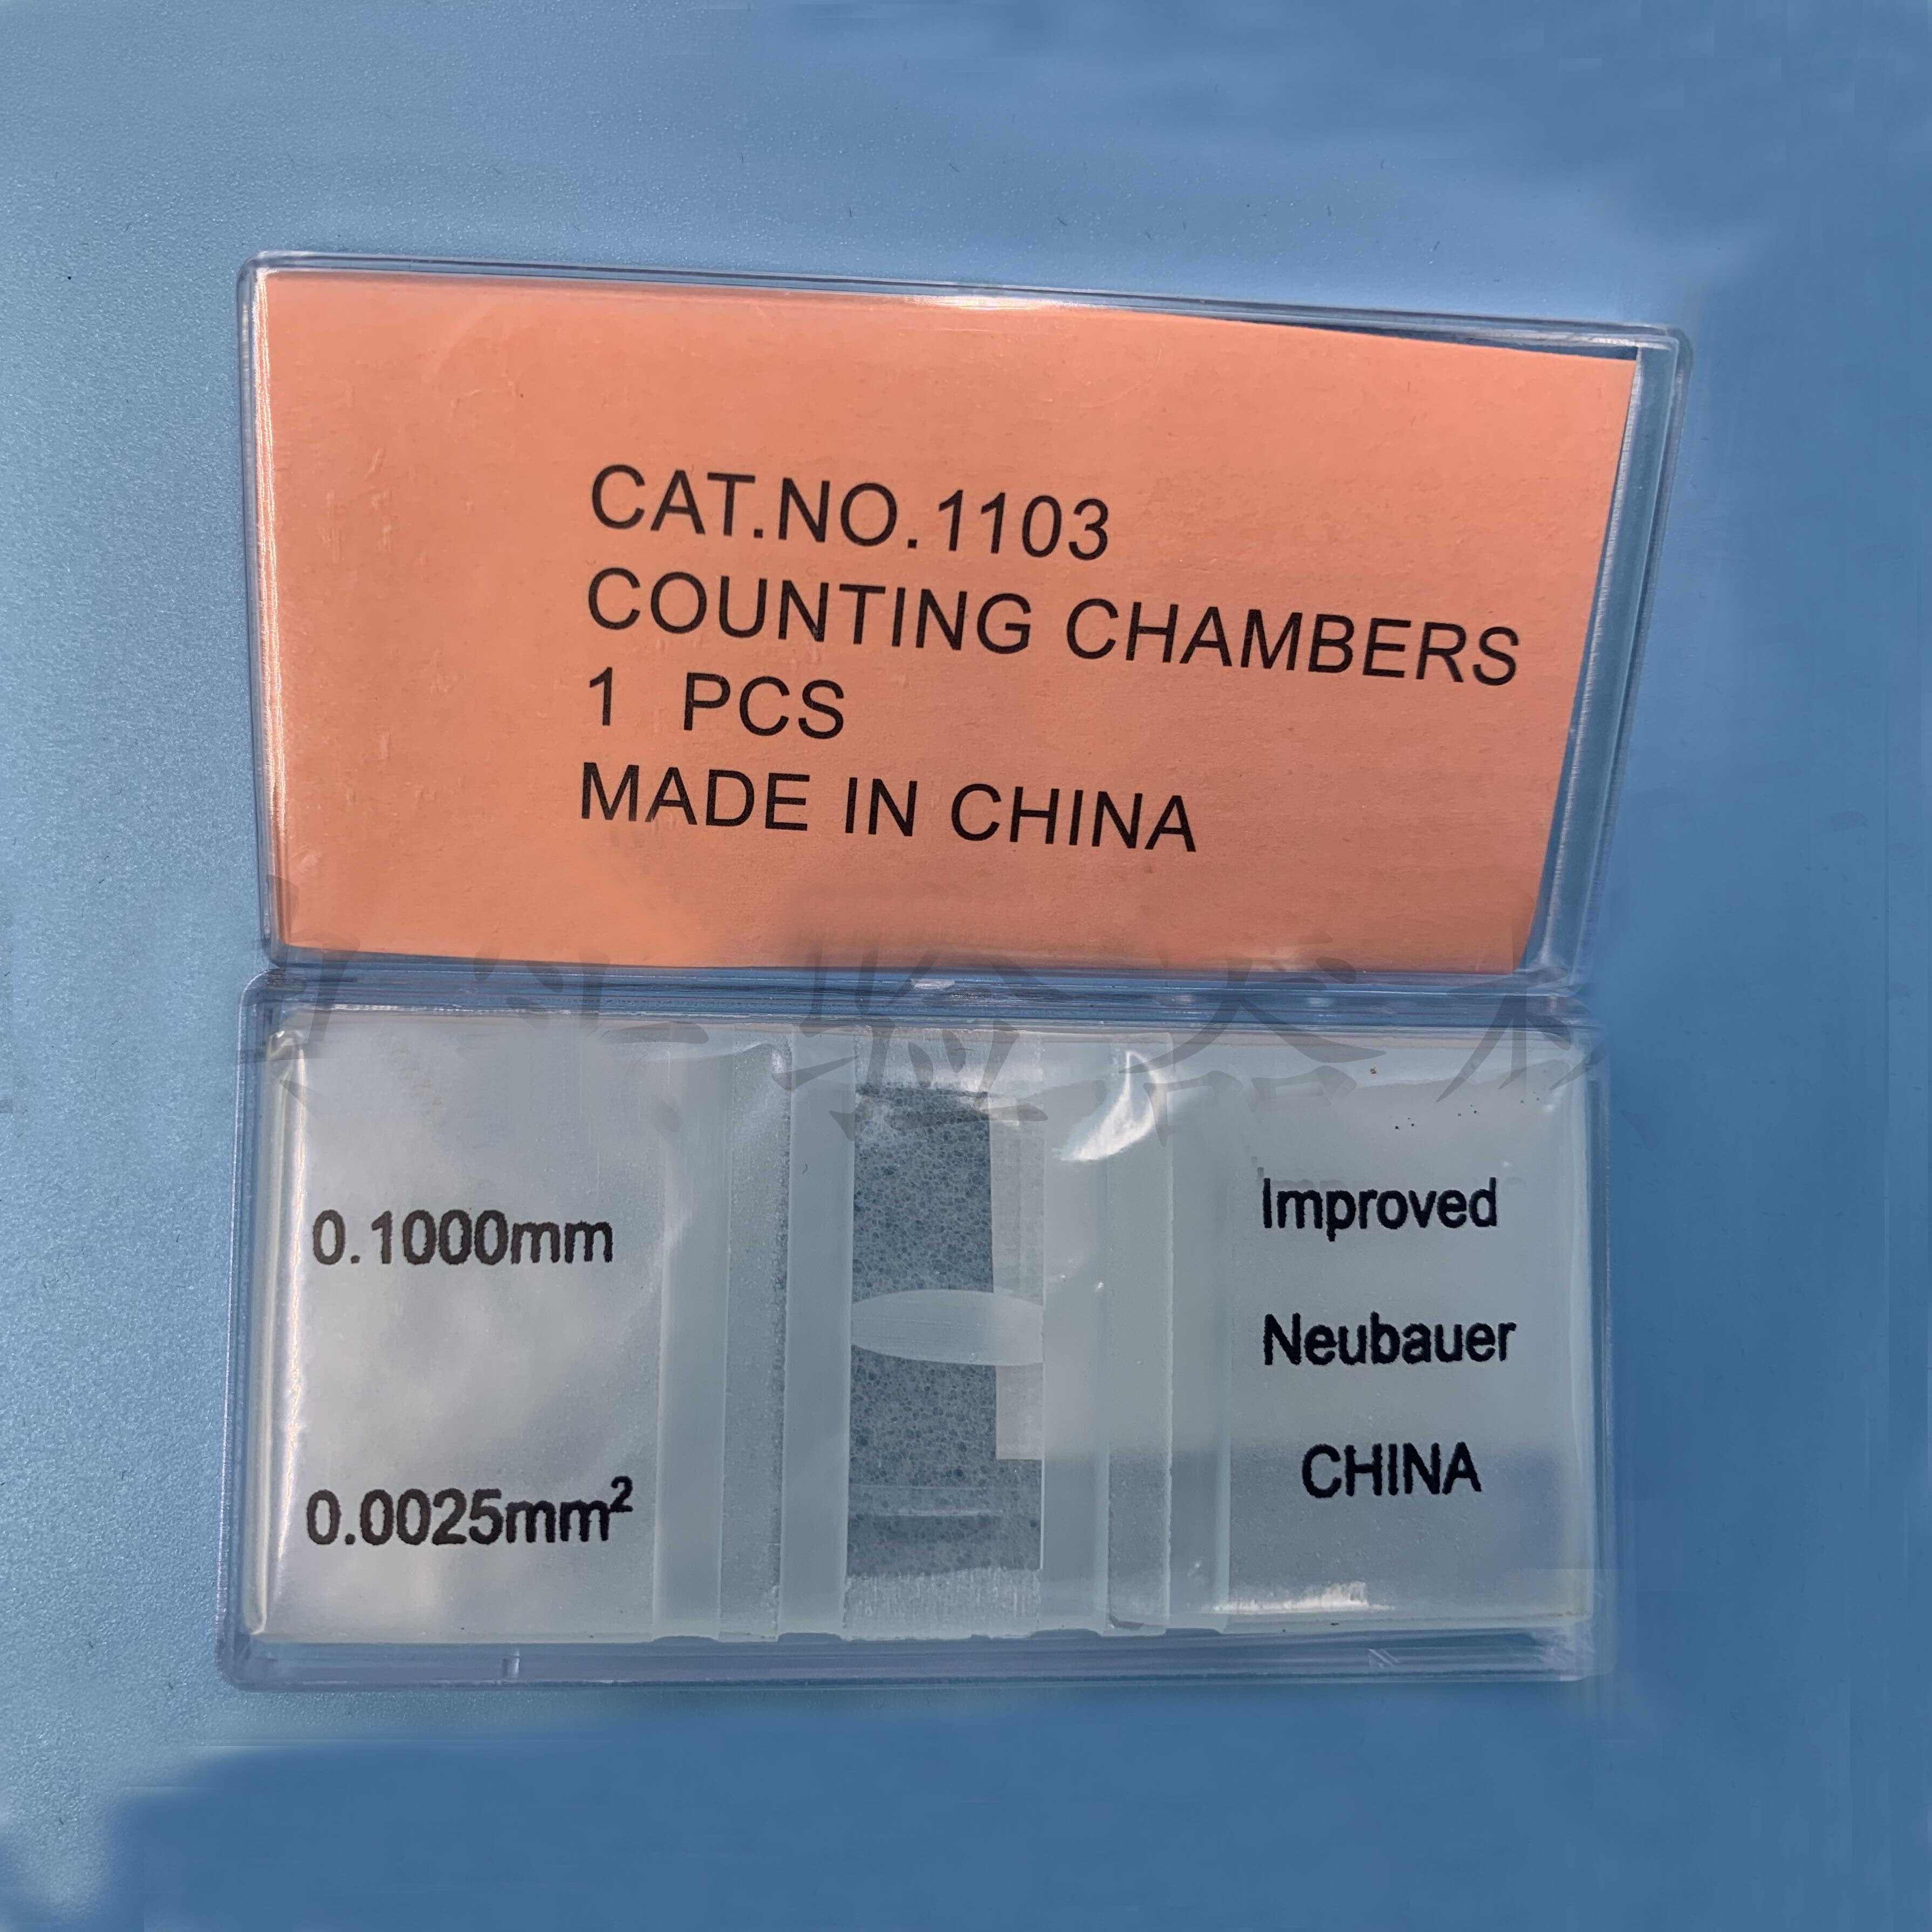 CAT.NO.1103
COUNTING CHAMBERS
1 PCS
MADE IN CHINA
0.1000mm
0.0025mm²
Improved
Neubauer
CHINA